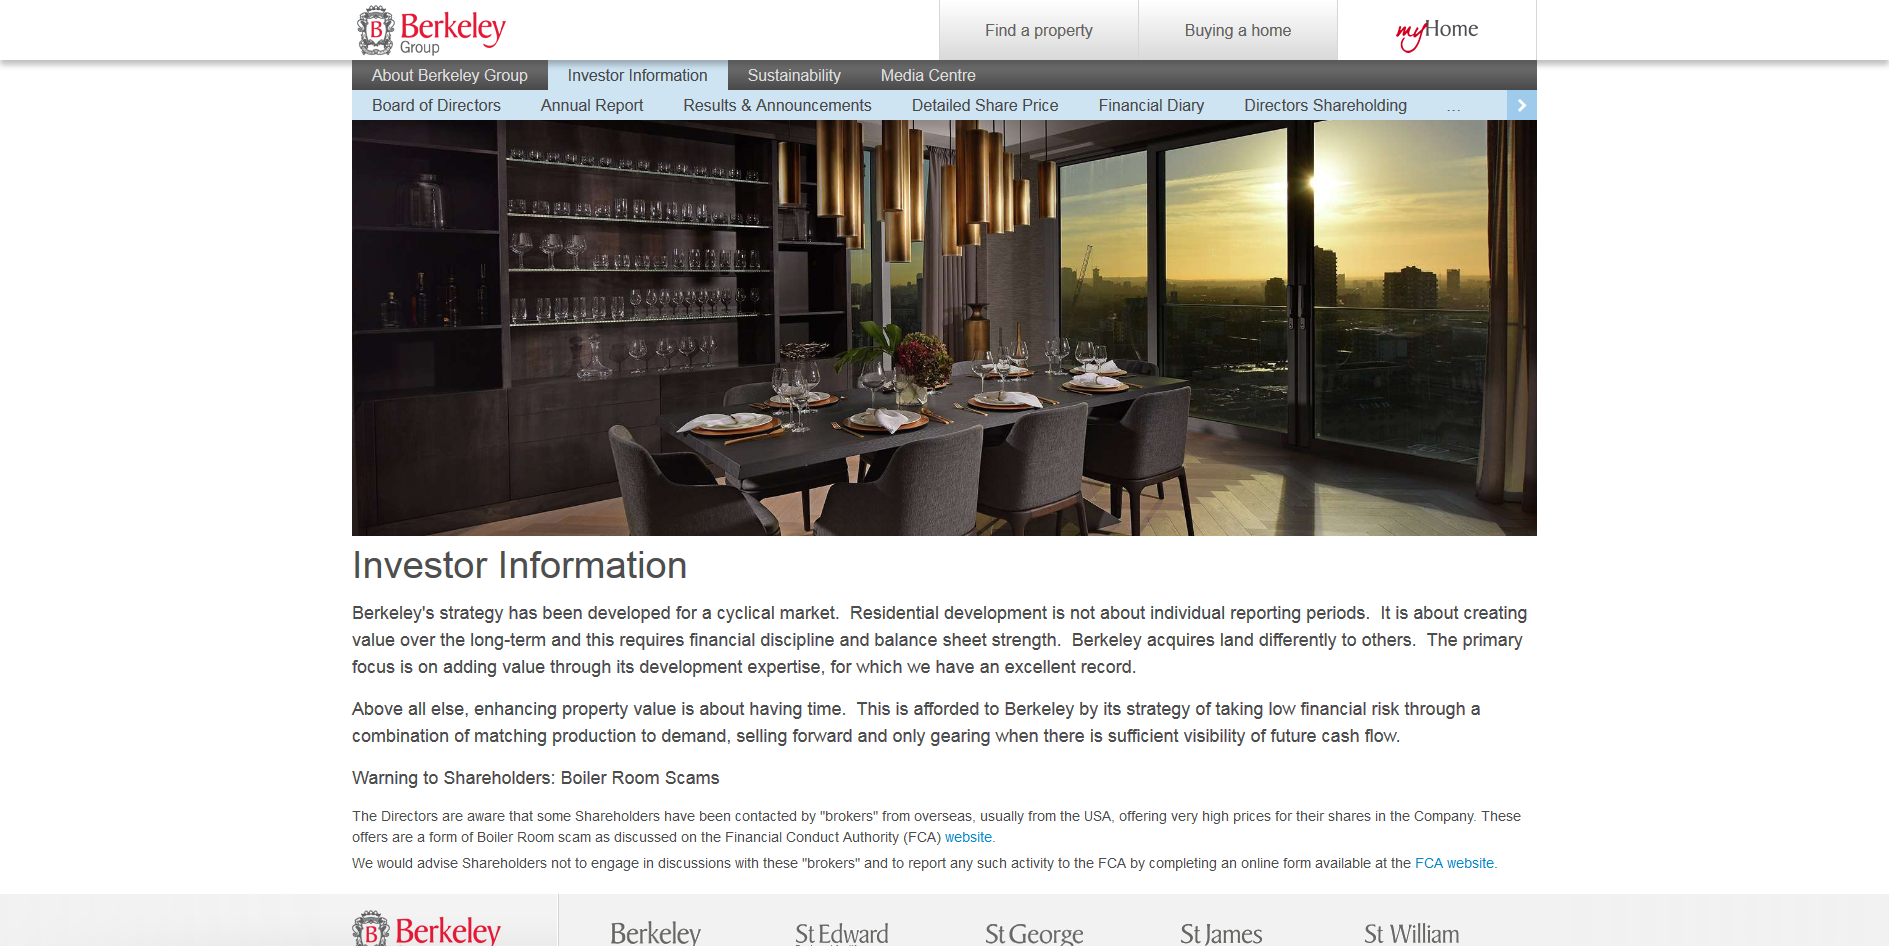 B Berkeley
Group
Find a property
Buying a home
myHome
About Berkeley Group
Investor Information
Sustainability
Media Centre
Board of Directors
Annual Report
Results & Announcements
Detailed Share Price
Financial Diary
Directors Shareholding
...
Investor Information
Berkeley's strategy has been developed for a cyclical market.  Residential development is not about individual reporting periods.  It is about creating
value over the long-term and this requires financial discipline and balance sheet strength.  Berkeley acquires land differently to others.  The primary
focus is on adding value through its development expertise, for which we have an excellent record.
Above all else, enhancing property value is about having time.  This is afforded to Berkeley by its strategy of taking low financial risk through a
combination of matching production to demand, selling forward and only gearing when there is sufficient visibility of future cash flow.
Warning to Shareholders: Boiler Room Scams
The Directors are aware that some Shareholders have been contacted by "brokers" from overseas, usually from the USA, offering very high prices for their shares in the Company. These
offers are a form of Boiler Room scam as discussed on the Financial Conduct Authority (FCA) website.
We would advise Shareholders not to engage in discussions with these "brokers" and to report any such activity to the FCA by completing an online form available at the FCA website.
B Berkeley
Berkeley
St Edward
St George
St James
St William